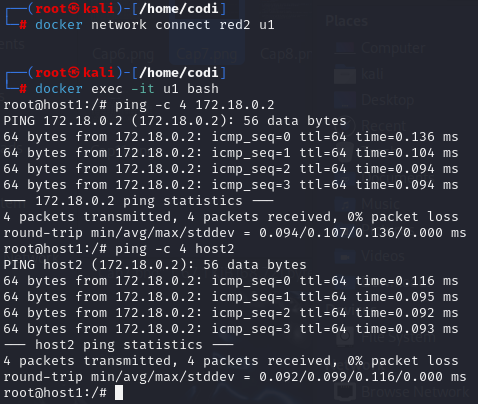 ┌──(root㉿kali)-[/home/codi]
└─# docker network connect red2 u1
┌──(root㉿kali)-[/home/codi]
└─# docker exec -it u1 bash
root@host1:/# ping -c 4 172.18.0.2
PING 172.18.0.2 (172.18.0.2): 56 data bytes
64 bytes from 172.18.0.2: icmp_seq=0 ttl=64 time=0.136 ms
64 bytes from 172.18.0.2: icmp_seq=1 ttl=64 time=0.104 ms
64 bytes from 172.18.0.2: icmp_seq=2 ttl=64 time=0.094 ms
64 bytes from 172.18.0.2: icmp_seq=3 ttl=64 time=0.094 ms
--- 172.18.0.2 ping statistics ---
4 packets transmitted, 4 packets received, 0% packet loss
round-trip min/avg/max/stddev = 0.094/0.107/0.136/0.000 ms
root@host1:/# ping -c 4 host2
PING host2 (172.18.0.2): 56 data bytes
64 bytes from 172.18.0.2: icmp_seq=0 ttl=64 time=0.116 ms
64 bytes from 172.18.0.2: icmp_seq=1 ttl=64 time=0.095 ms
64 bytes from 172.18.0.2: icmp_seq=2 ttl=64 time=0.092 ms
64 bytes from 172.18.0.2: icmp_seq=3 ttl=64 time=0.093 ms
--- host2 ping statistics ---
4 packets transmitted, 4 packets received, 0% packet loss
round-trip min/avg/max/stddev = 0.092/0.099/0.116/0.000 ms
root@host1:/#
Places
Computer
kali
Desktop
Recent
Music
Videos
File System
Browse Network